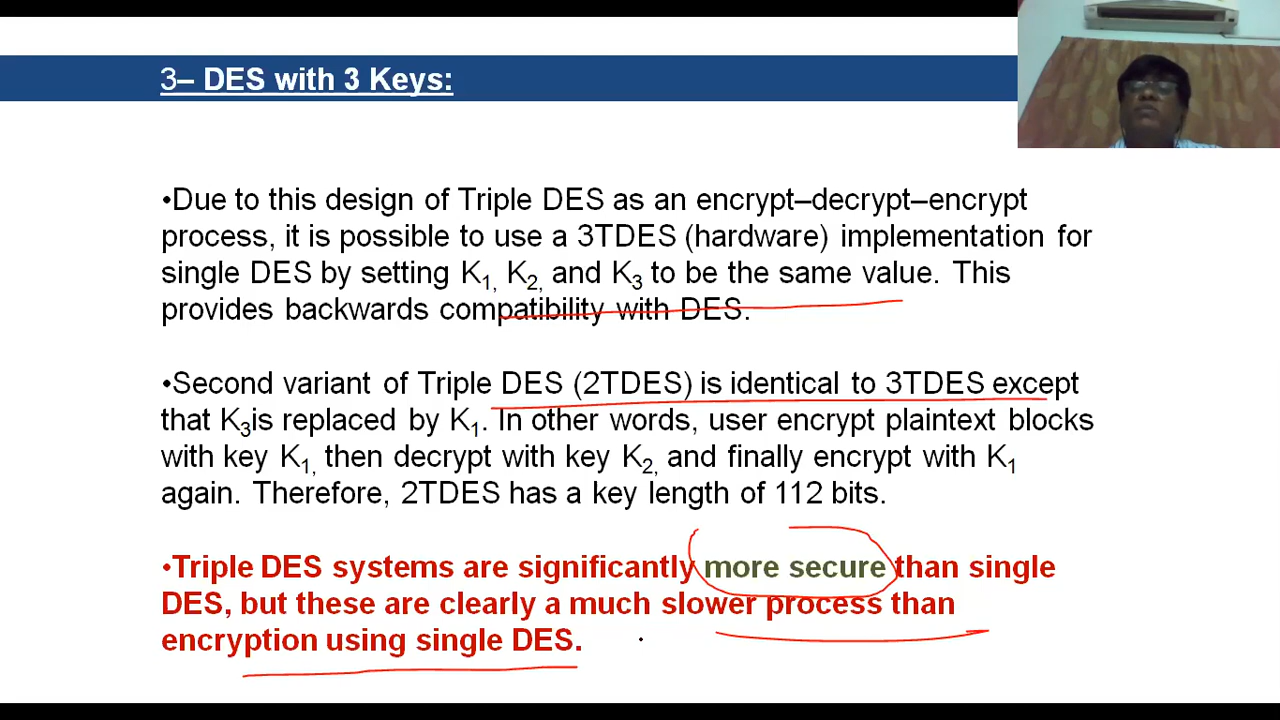 3– DES with 3 Keys:
•Due to this design of Triple DES as an encrypt–decrypt–encrypt
process, it is possible to use a 3TDES (hardware) implementation for
single DES by setting K1, K2, and K3 to be the same value. This
provides backwards compatibility with DES.
•Second variant of Triple DES (2TDES) is identical to 3TDES except
that K3is replaced by K1. In other words, user encrypt plaintext blocks
with key K1, then decrypt with key K2, and finally encrypt with K1
again. Therefore, 2TDES has a key length of 112 bits.
•Triple DES systems are significantly more secure than single
DES, but these are clearly a much slower process than
encryption using single DES.